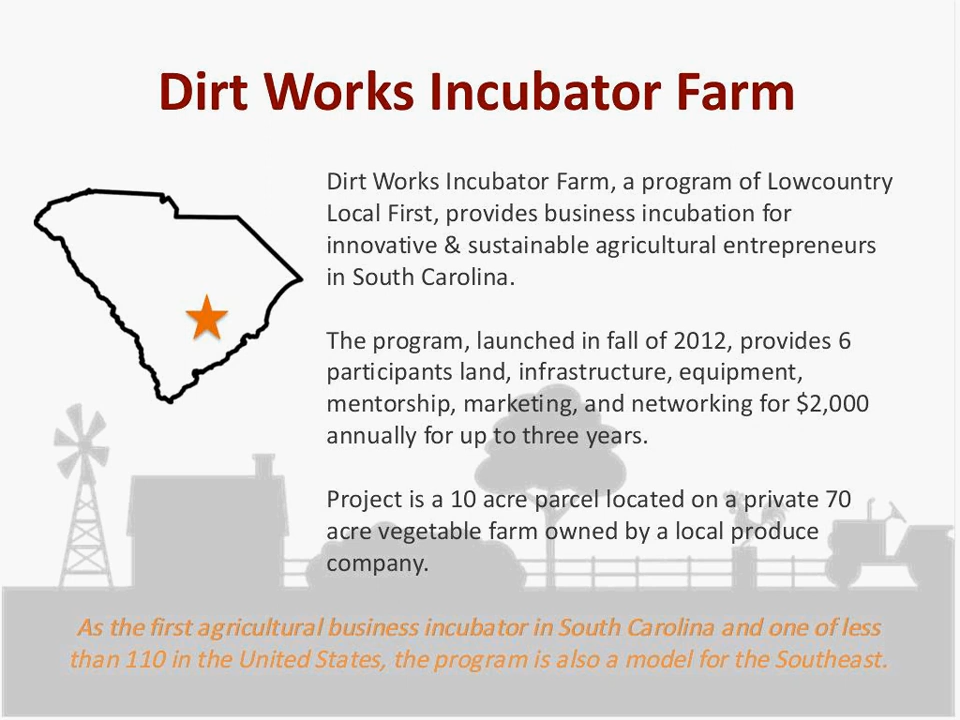 Dirt Works Incubator Farm
Dirt Works Incubator Farm, a program of Lowcountry
Local First, provides business incubation for
innovative & sustainable agricultural entrepreneurs
in South Carolina.
The program, launched in fall of 2012, provides 6
participants land, infrastructure, equipment,
mentorship, marketing, and networking for $2,000
annually for up to three years.
Project is a 10 acre parcel located on a private 70
acre vegetable farm owned by a local produce
company.
As the first agricultural business incubator in South Carolina and one of less
than 110 in the United States, the program is also a model for the Southeast.